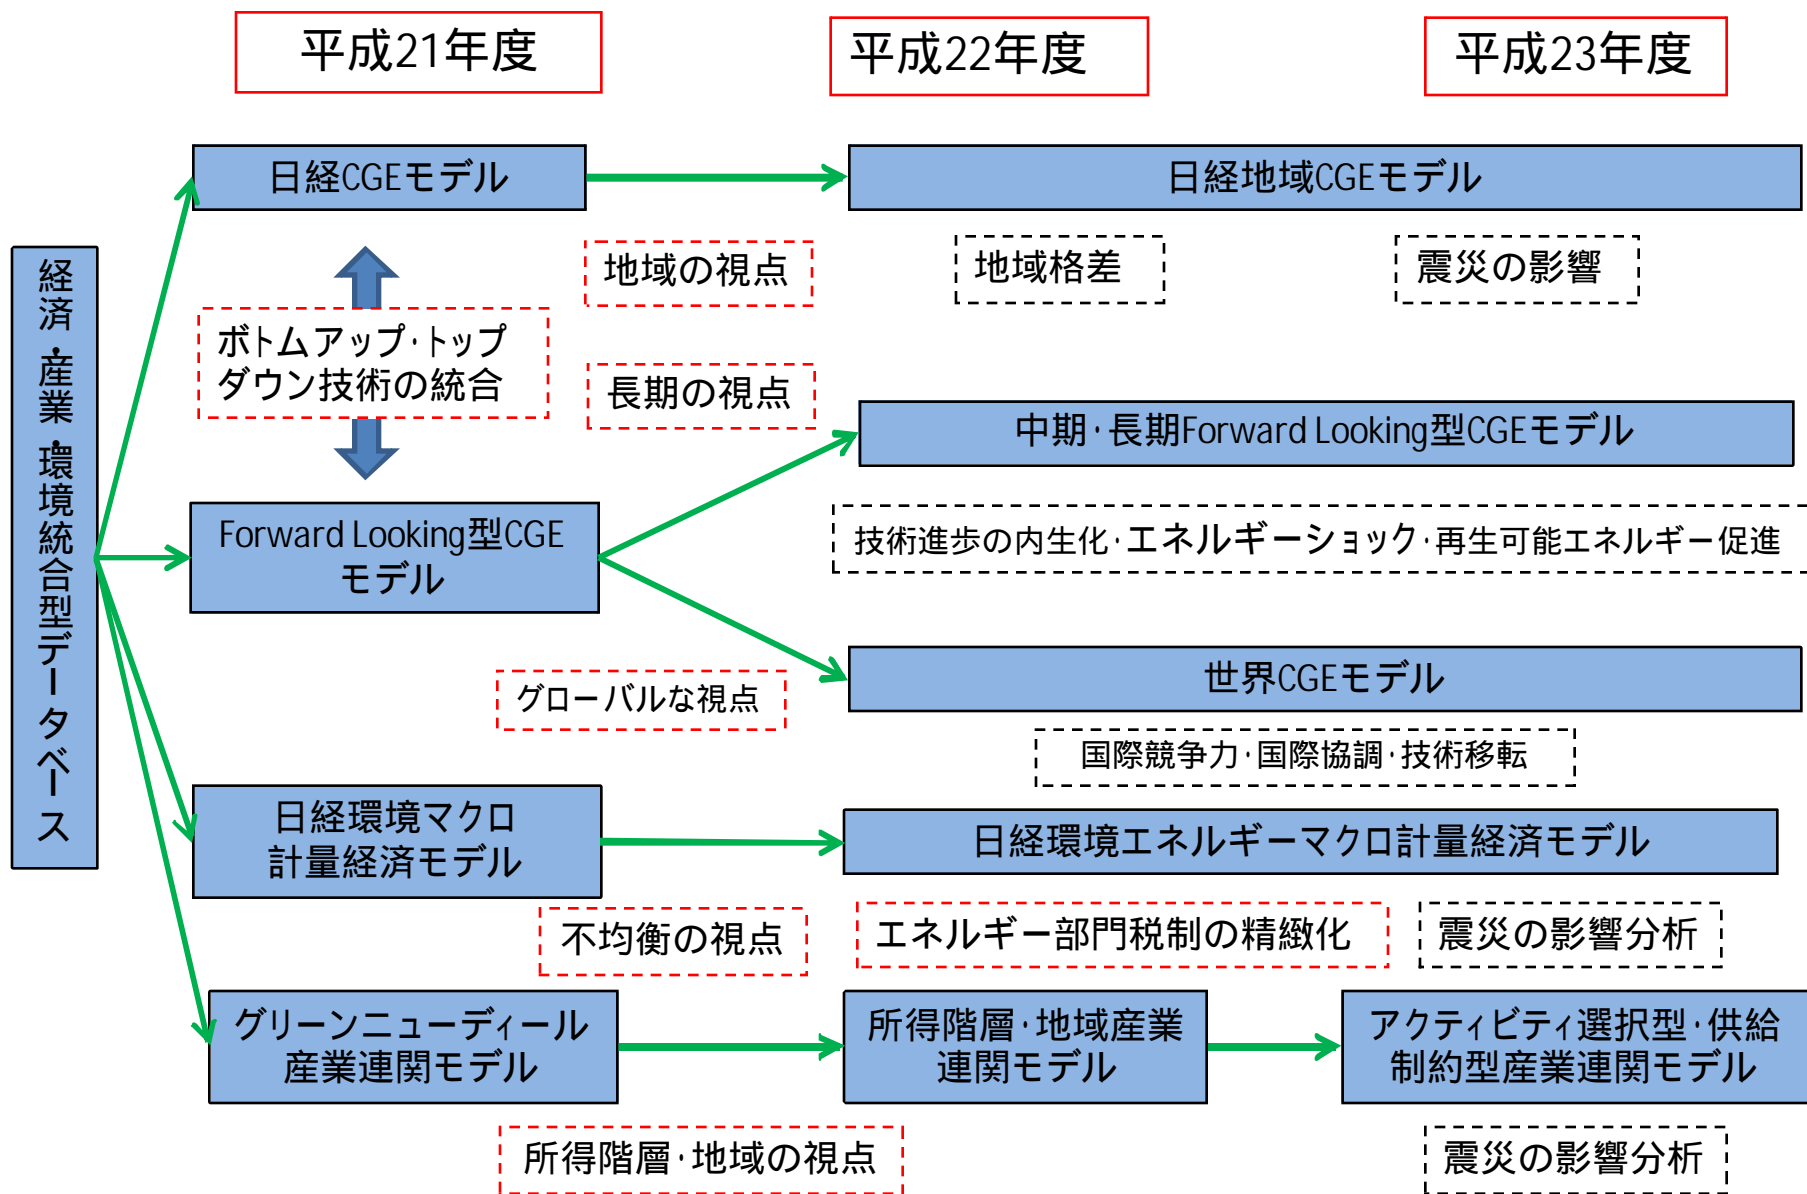 平成21年度
平成22年度
平成23年度
経済・産業・環境統合型データベース
日経CGEモデル
日経地域CGEモデル
地域の視点
地域格差
震災の影響
ボトムアップ・トップ
ダウン技術の統合
長期の視点
中期・長期Forward Looking型CGEモデル
Forward Looking型CGE
モデル
技術進歩の内生化・エネルギーショック・再生可能エネルギー促進
グローバルな視点
世界CGEモデル
国際競争力・国際協調・技術移転
日経環境マクロ
計量経済モデル
日経環境エネルギーマクロ計量経済モデル
不均衡の視点
エネルギー部門税制の精緻化
震災の影響分析
グリーンニューディール
産業連関モデル
所得階層・地域産業
連関モデル
アクティビティ選択型・供給
制約型産業連関モデル
所得階層・地域の視点
震災の影響分析